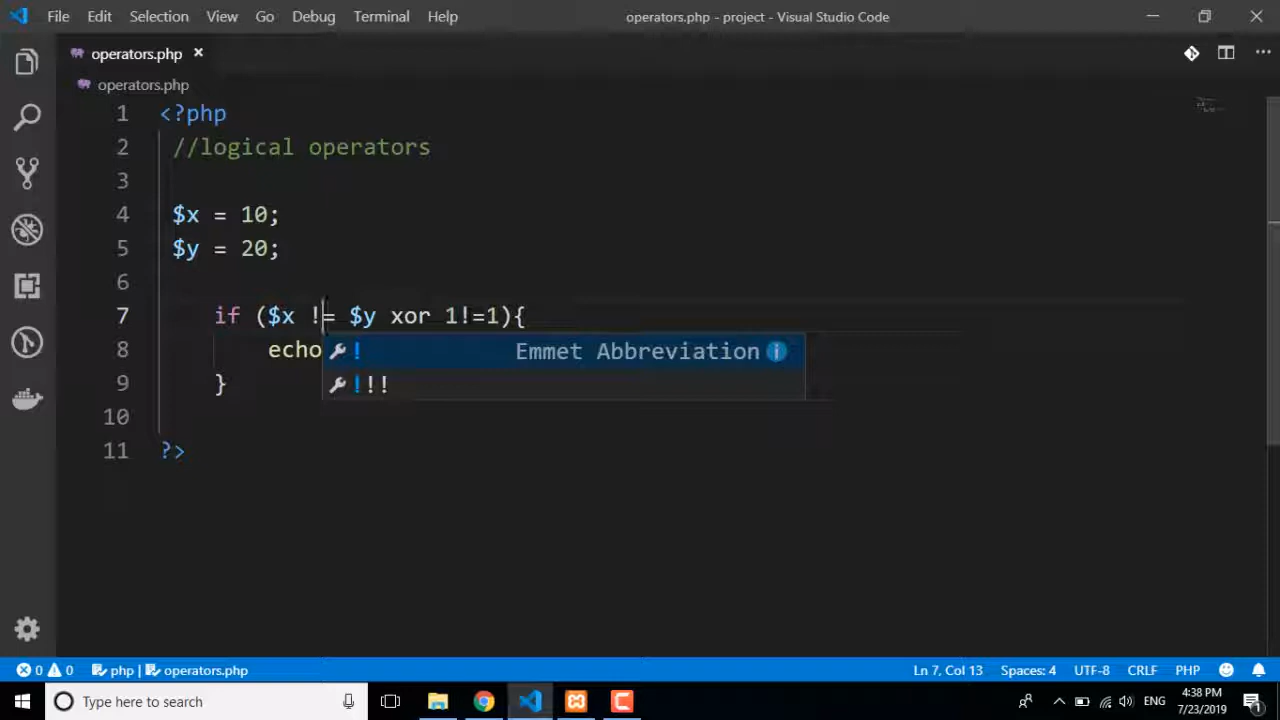 File Edit Selection View Go Debug Terminal Help operators.php - project - Visual Studio Code
operators.php
operators.php
1 <?php
2 //logical operators
3
4 $x = 10;
5 $y = 20;
6
7 if ($x != $y xor 1!=1){
8 echo
! Emmet Abbreviation
9 }
!!!
10
11 ?>
0 0 php | operators.php Ln 7, Col 13 Spaces: 4 UTF-8 CRLF PHP
Type here to search ENG 4:38 PM
7/23/2019 1